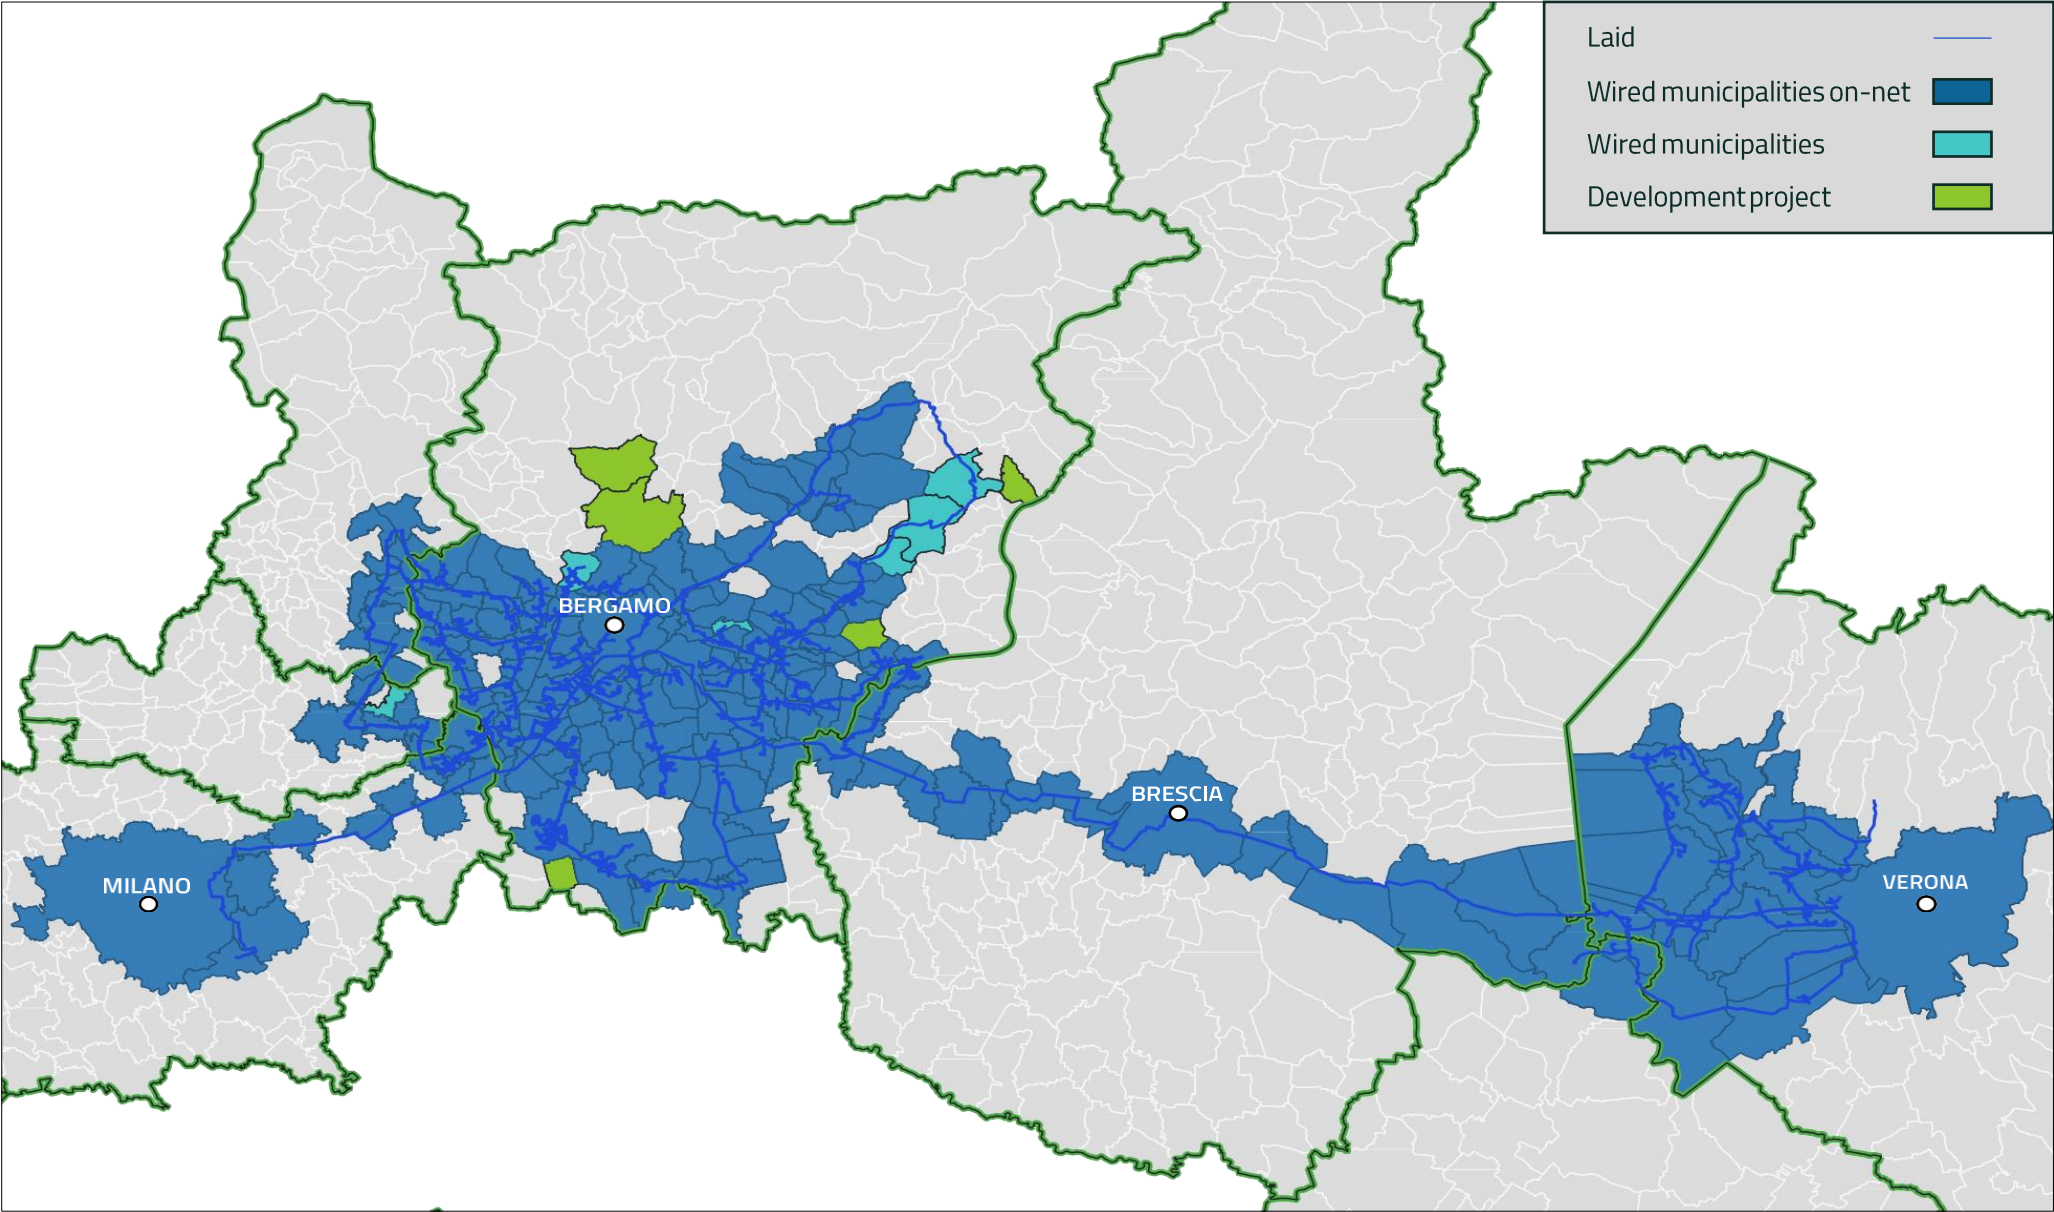 Laid
Wired municipalities on-net
Wired municipalities
Development project
BERGAMO
BRESCIA
MILANO
VERONA